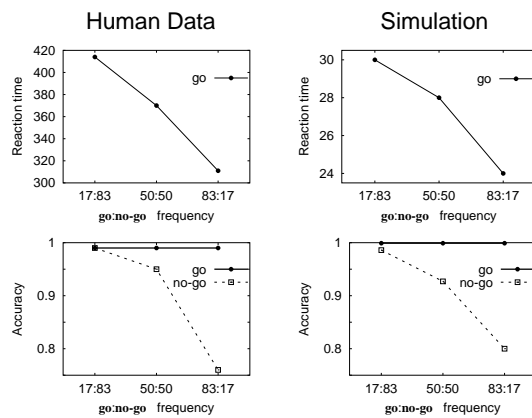 Human Data
Simulation
Reaction time
420
400
380
360
340
320
300
go
17:83 50:50 83:17
go:no-go frequency
Reaction time
30
28
26
24
go
17:83 50:50 83:17
go:no-go frequency
Accuracy
1
0.9
0.8
go
no-go
17:83 50:50 83:17
go:no-go frequency
Accuracy
1
0.9
0.8
go
no-go
17:83 50:50 83:17
go:no-go frequency